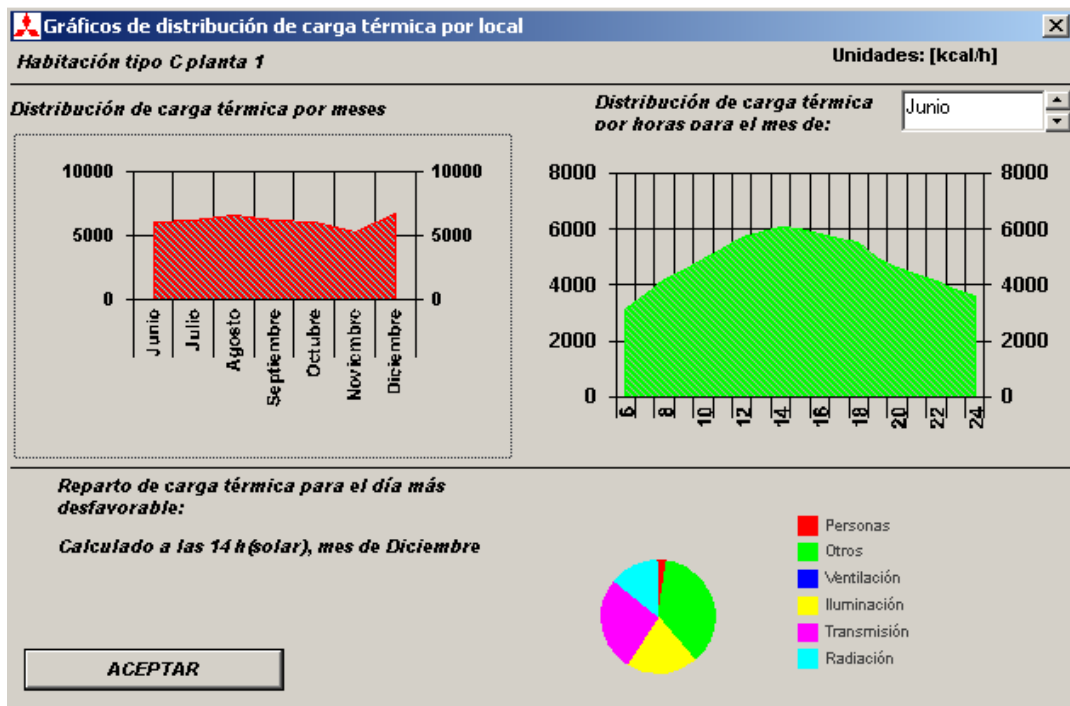 Gráficos de distribución de carga térmica por local
Habitación tipo C planta 1
Unidades: [kcal/h]
Distribución de carga térmica por meses
Distribución de carga térmica
por horas para el mes de:
Junio
10000
5000
0
10000
5000
0
Junio
Julio
Agosto
Septiembre
Octubre
Noviembre
Diciembre
8000
6000
4000
2000
0
8000
6000
4000
2000
0
6
8
10
12
14
16
18
20
22
24
Reparto de carga térmica para el día más
desfavorable:
Calculado a las 14 h(solar), mes de Diciembre
Personas
Otros
Ventilación
Iluminación
Transmisión
Radiación
ACEPTAR